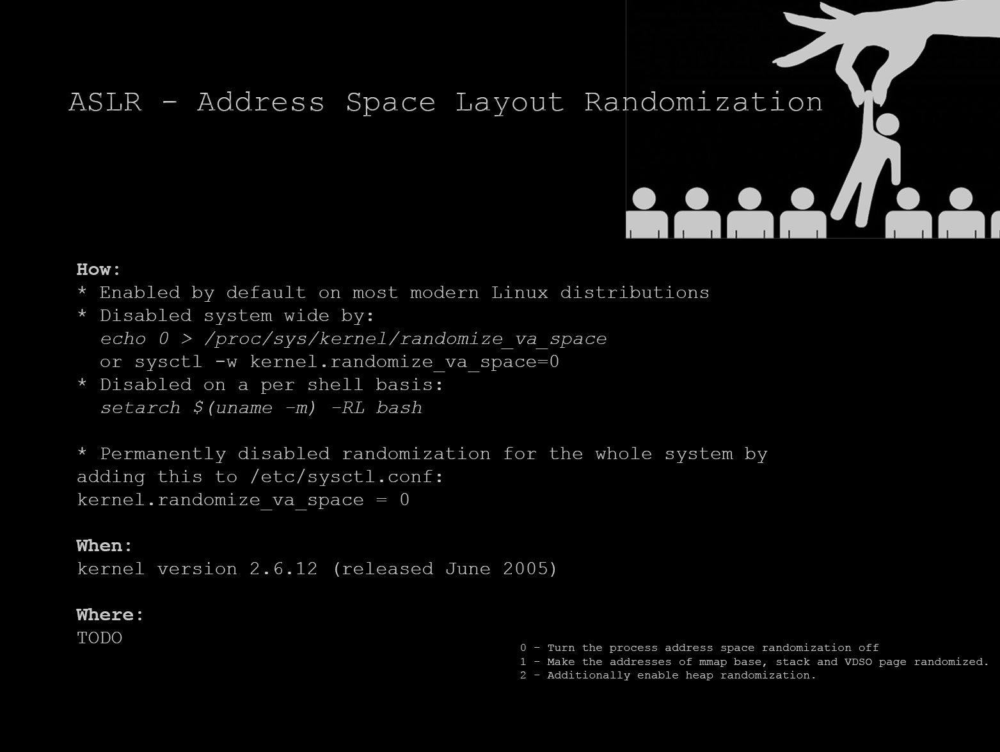 ASLR - Address Space Layout Randomization
How:
* Enabled by default on most modern Linux distributions
* Disabled system wide by:
echo 0 > /proc/sys/kernel/randomize_va_space
or sysctl -w kernel.randomize_va_space=0
* Disabled on a per shell basis:
setarch $(uname –m) –RL bash
* Permanently disabled randomization for the whole system by
adding this to /etc/sysctl.conf:
kernel.randomize_va_space = 0
When:
kernel version 2.6.12 (released June 2005)
Where:
TODO
0 – Turn the process address space randomization off
1 – Make the addresses of mmap base, stack and VDSO page randomized.
2 – Additionally enable heap randomization.